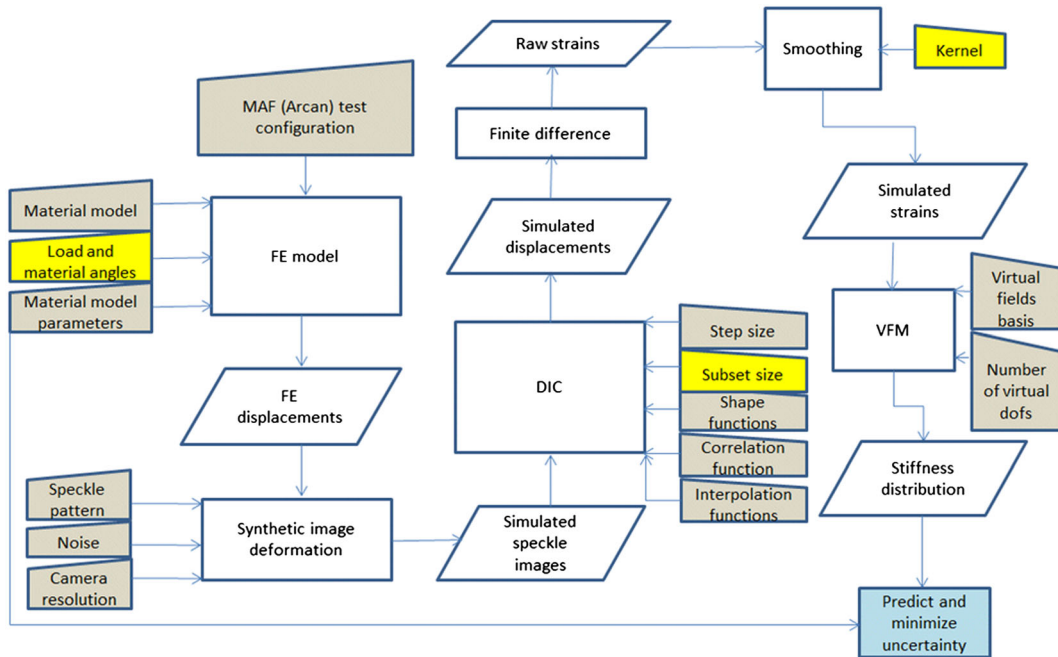 Raw strains
Smoothing
Kernel
MAF (Arcan) test
configuration
Finite difference
Material model
Load and
material angles
Material model
parameters
FE model
Simulated
displacements
Simulated
strains
Virtual
fields
basis
VFM
Number
of virtual
dofs
Step size
Subset size
Shape
functions
Correlation
function
Interpolation
functions
DIC
FE
displacements
Stiffness
distribution
Speckle
pattern
Noise
Camera
resolution
Synthetic image
deformation
Simulated
speckle
images
Predict and
minimize
uncertainty